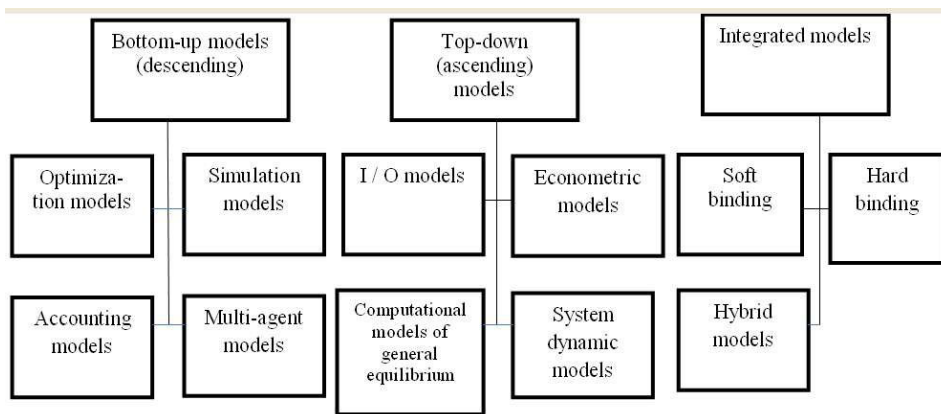 Bottom-up models
(descending)
Top-down
(ascending)
models
Integrated models
Optimiza-
tion models
Simulation
models
I / O models
Econometric
models
Soft
binding
Hard
binding
Accounting
models
Multi-agent
models
Computational
models of
general
equilibrium
System
dynamic
models
Hybrid
models